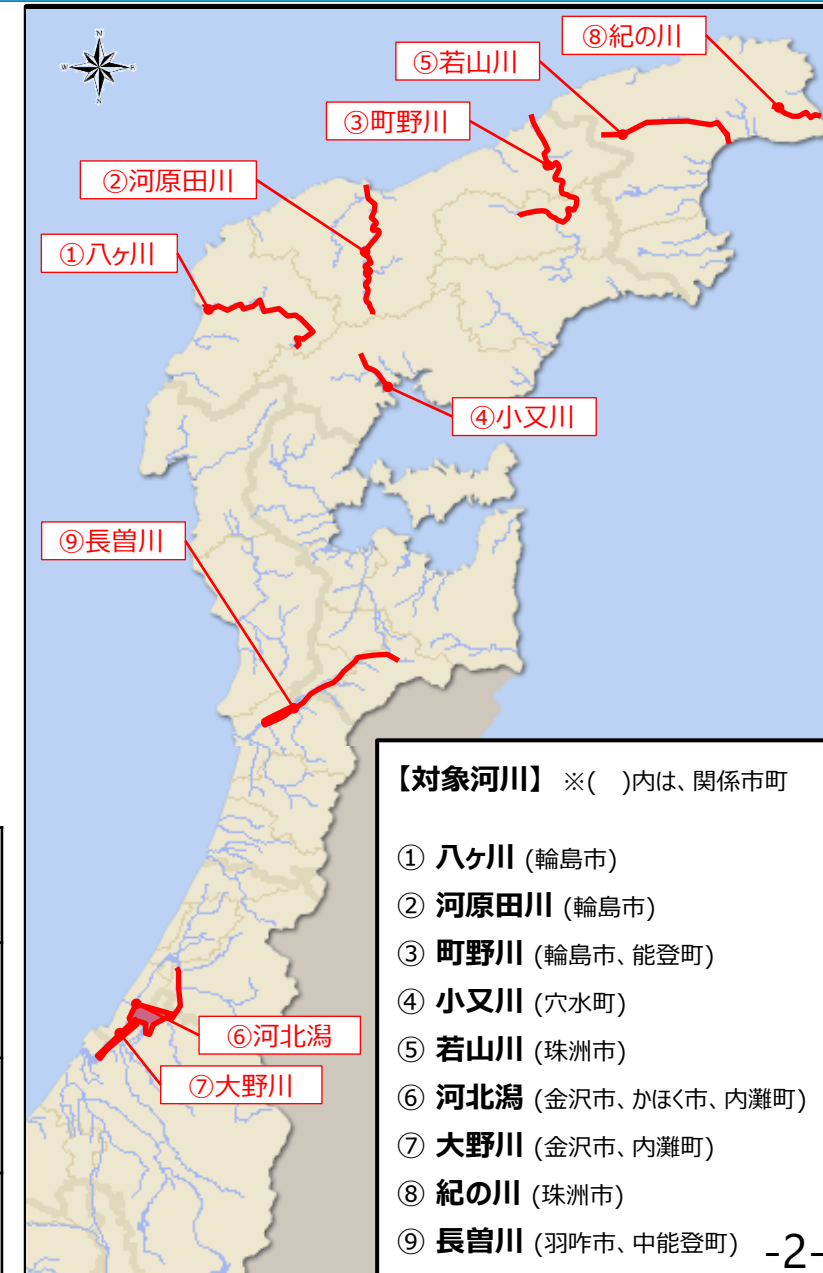 N
W
E
S
⑧紀の川
⑤若山川
③町野川
②河原田川
①八ヶ川
④小又川
⑨長曽川
⑥河北潟
⑦大野川
【対象河川】 ※( )内は、関係市町
① 八ヶ川 (輪島市)
② 河原田川 (輪島市)
③ 町野川 (輪島市、能登町)
④ 小又川 (穴水町)
⑤ 若山川 (珠洲市)
⑥ 河北潟 (金沢市、かほく市、内灘町)
⑦ 大野川 (金沢市、内灘町)
⑧ 紀の川 (珠洲市)
⑨ 長曽川 (羽咋市、中能登町)
-2-